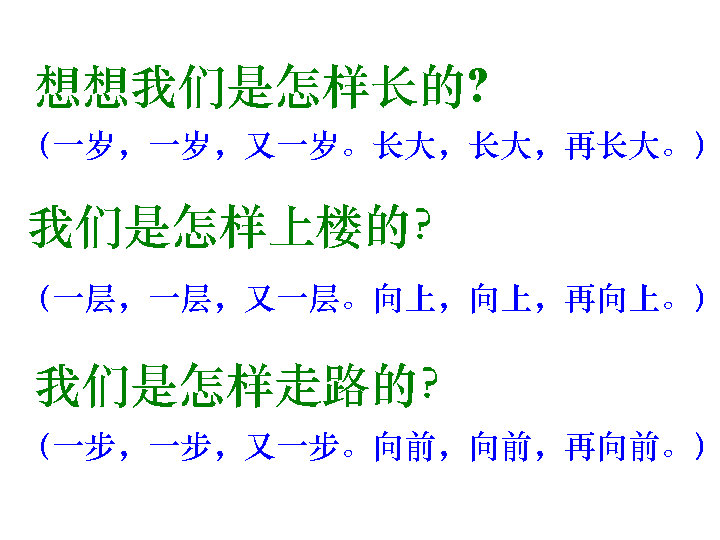 想想我们是怎样长的?
(一岁，一岁，又一岁。长大，长大，再长大。)
我们是怎样上楼的?
(一层，一层，又一层。向上，向上，再向上。)
我们是怎样走路的?
(一步，一步，又一步。向前，向前，再向前。)